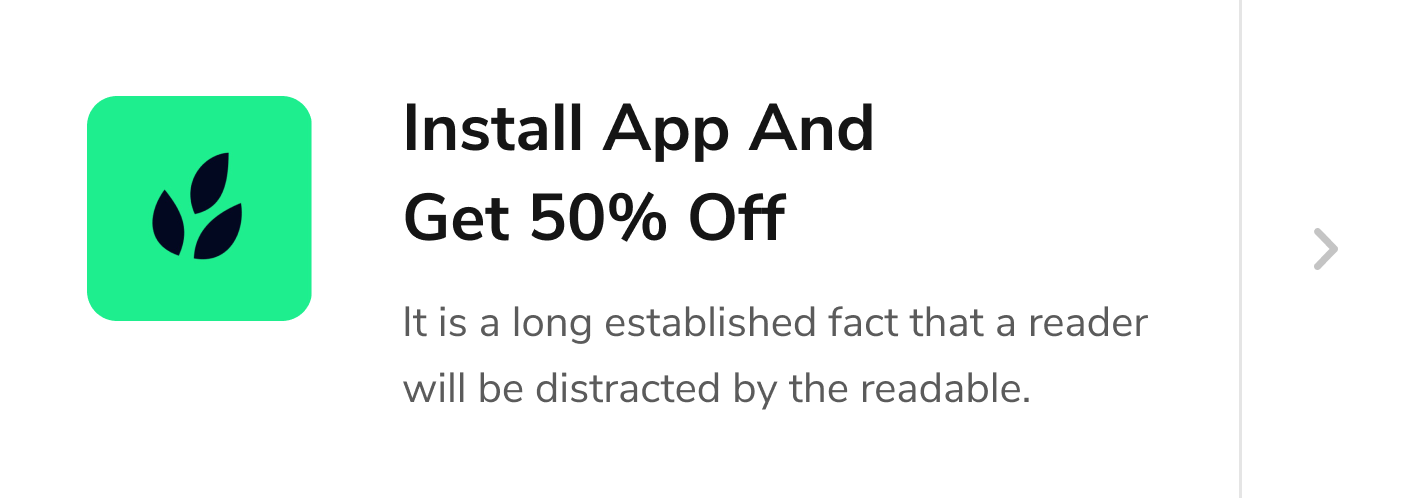 Install App And
Get 50% Off
It is a long established fact that a reader
will be distracted by the readable.